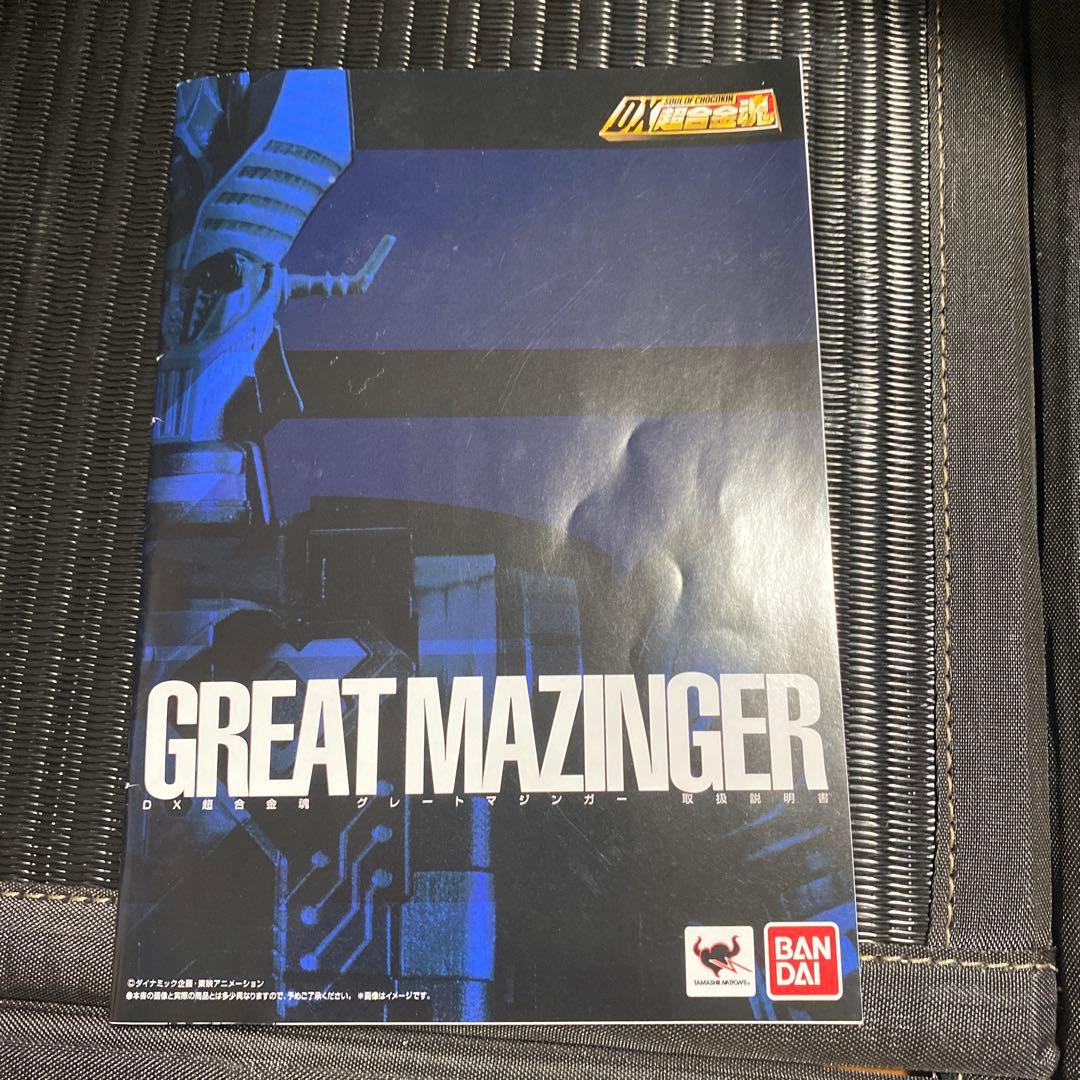 SOUL OF CHOGOKIN
DX超合金魂
GREAT MAZINGER
DX超合金魂 グレートマジンガー 取扱説明書
©ダイナミック企画・東映アニメーション
●本書の画像と実際の商品とは多少異なりますので、予めご了承ください。 ※画像はイメージです。
TAMASHII NATIONS
BAN
DAI